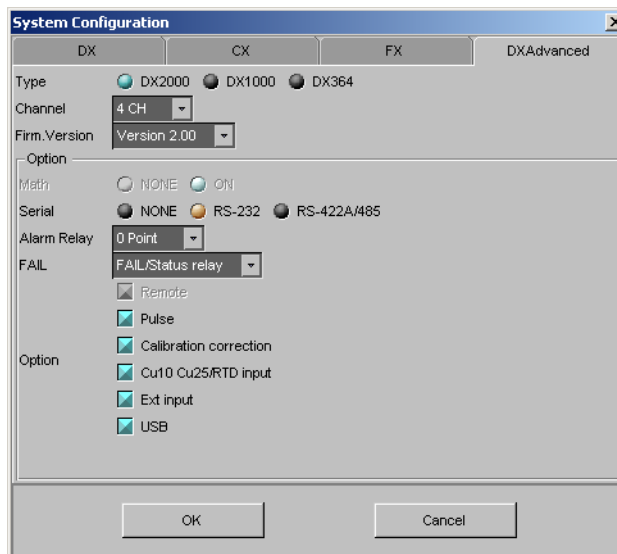 System Configuration
DX CX FX DXAdvanced
Type DX2000 DX1000 DX364
Channel 4 CH
Firm.Version Version 2.00
Option
Math NONE ON
Serial NONE RS-232 RS-422A/485
Alarm Relay 0 Point
FAIL FAIL/Status relay
Remote
Pulse
Calibration correction
Option Cu10 Cu25/RTD input
Ext input
USB
OK Cancel